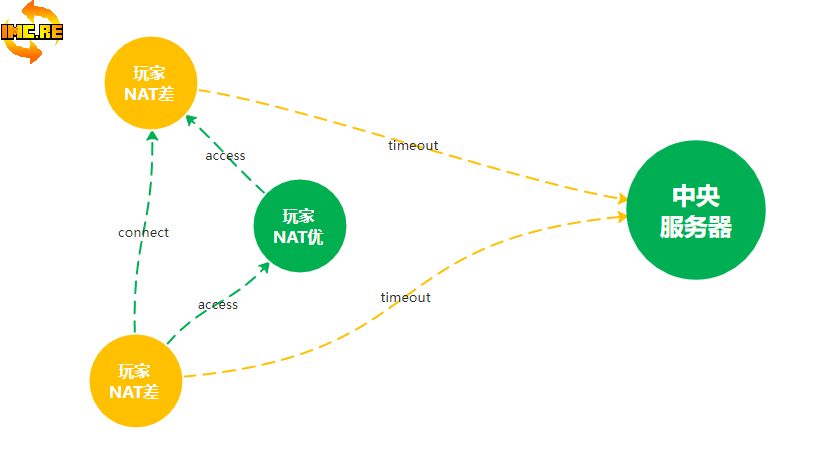 IMC.RE
玩家
NAT差
timeout
access
玩家
NAT优
中央
服务器
connect
access
timeout
玩家
NAT差